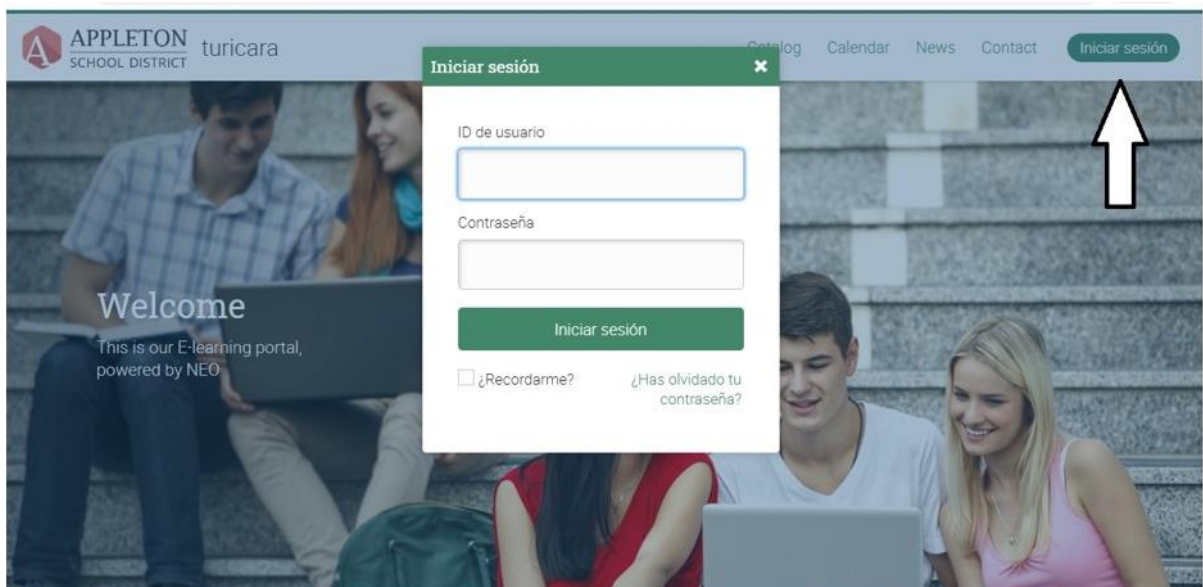 APPLETON
SCHOOL DISTRICT
turicara
Catalog Calendar News Contact Iniciar sesión
Iniciar sesión
ID de usuario
Contraseña
Iniciar sesión
¿Recordarme?
¿Has olvidado tu
contraseña?
Welcome
This is our E-learning portal,
powered by NEO